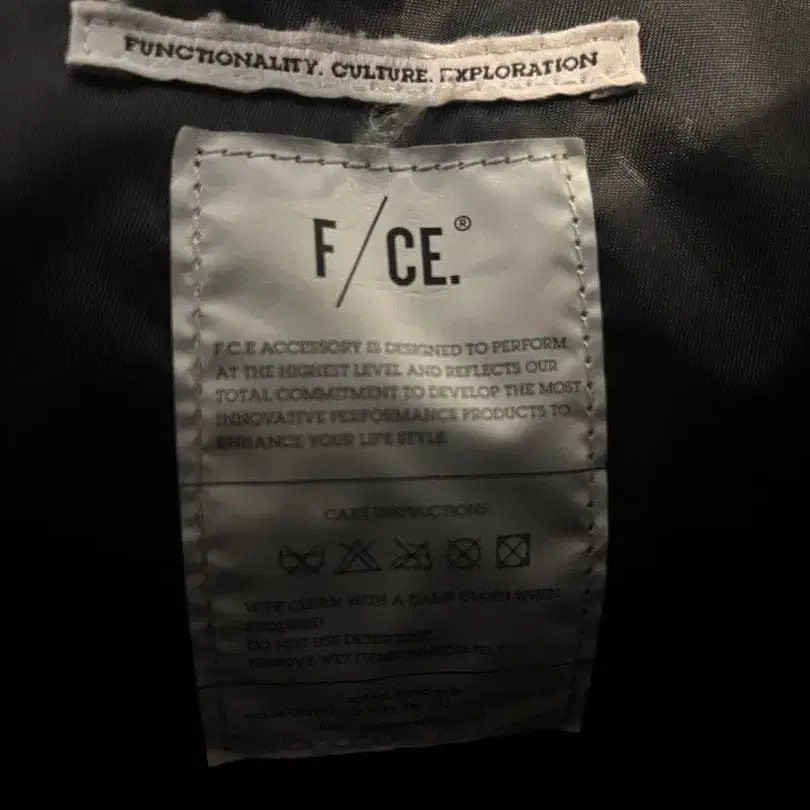 FUNCTIONALITY. CULTURE. EXPLORATION
F/CE.®
F.C.E ACCESSORY IS DESIGNED TO PERFORM
AT THE HIGHEST LEVEL AND REFLECTS OUR
TOTAL COMMITMENT TO DEVELOP THE MOST
INNOVATIVE PERFORMANCE PRODUCTS TO
ENHANCE YOUR LIFE STYLE
CARE INSTRUCTIONS
WIPE CLEAN WITH A DAMP CLOTH WHEN
REQUIRED
DO NOT USE DETERGENT
REMOVE WET ITEMS IMMEDIATELY